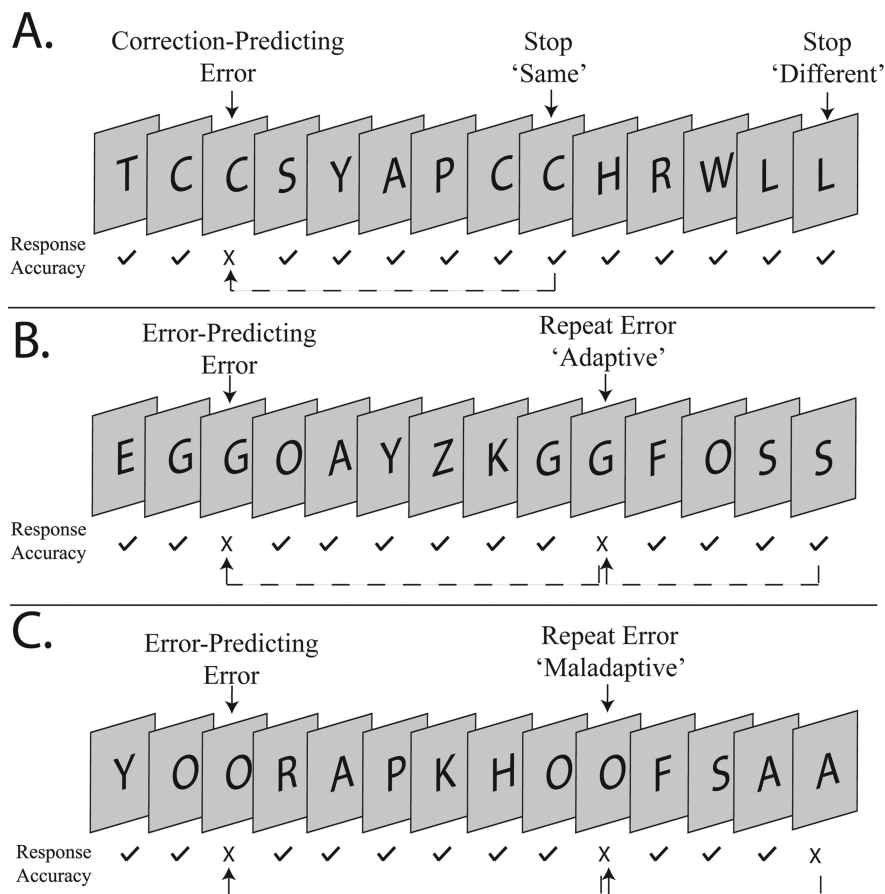 A.
Correction-Predicting
Error
Stop
‘Same’
Stop
‘Different’
T C C S Y A P C C H R W L L
Response
Accuracy
✓ ✓ X ✓ ✓ ✓ ✓ ✓ ✓ ✓ ✓ ✓ ✓ ✓
B.
Error-Predicting
Error
Repeat Error
‘Adaptive’
E G G O A Y Z K G G F O S S
Response
Accuracy
✓ ✓ X ✓ ✓ ✓ ✓ ✓ ✓ X ✓ ✓ ✓ ✓
C.
Error-Predicting
Error
Repeat Error
‘Maladaptive’
Y O O R A P K H O O F S A A
Response
Accuracy
✓ ✓ X ✓ ✓ ✓ ✓ ✓ ✓ X ✓ ✓ ✓ X